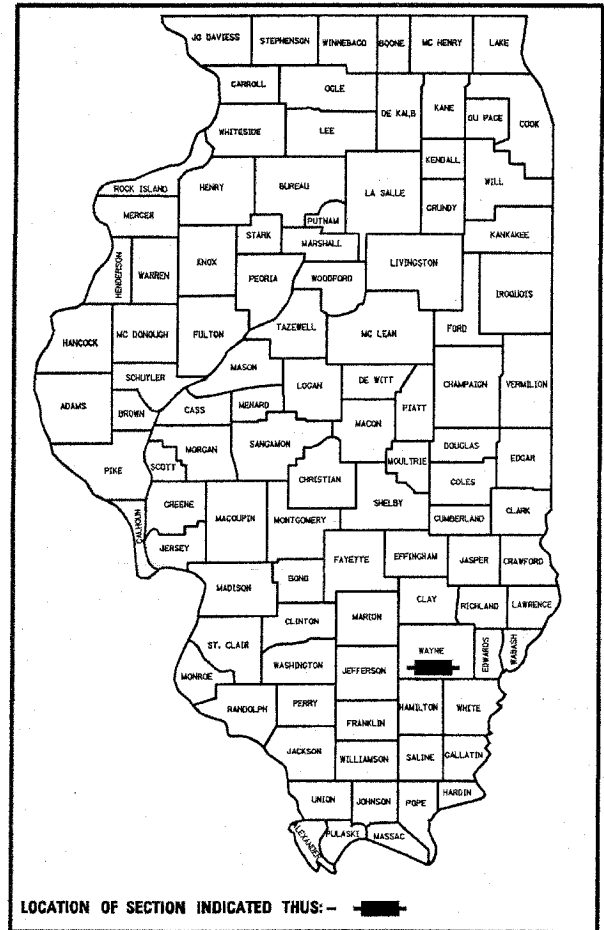 JO DAVIESS
STEPHENSON
WINNEBAGO
BOONE
MC HENRY
LAKE
CARROLL
OGLE
DE KALB
KANE
DU PAGE
COOK
WHITESIDE
LEE
KENDALL
WILL
ROCK ISLAND
HENRY
BUREAU
LA SALLE
GRUNDY
MERCER
PUTNAM
KANKAKEE
STARK
MARSHALL
HENDERSON
WARREN
KNOX
PEORIA
WOODFORD
LIVINGSTON
IROQUOIS
HANCOCK
MC DONOUGH
FULTON
TAZEWELL
MC LEAN
FORD
MASON
SCHUYLER
LOGAN
DE WITT
CHAMPAIGN
VERMILION
ADAMS
BROWN
CASS
MENARD
PIATT
MACON
MORGAN
SANGAMON
DOUGLAS
EDGAR
PIKE
SCOTT
MOULTRIE
CHRISTIAN
COLES
GREENE
SHELBY
CLARK
CALHOUN
MACOUPIN
MONTGOMERY
CUMBERLAND
JERSEY
FAYETTE
EFFINGHAM
JASPER
CRAWFORD
MADISON
BOND
CLAY
RICHLAND
LAWRENCE
CLINTON
MARION
ST. CLAIR
WAYNE
EDWARDS
WABASH
WASHINGTON
JEFFERSON
MONROE
RANDOLPH
PERRY
HAMILTON
WHITE
FRANKLIN
JACKSON
WILLIAMSON
SALINE
GALLATIN
UNION
JOHNSON
POPE
HARDIN
ALEXANDER
PULASKI
MASSAC
LOCATION OF SECTION INDICATED THUS: -